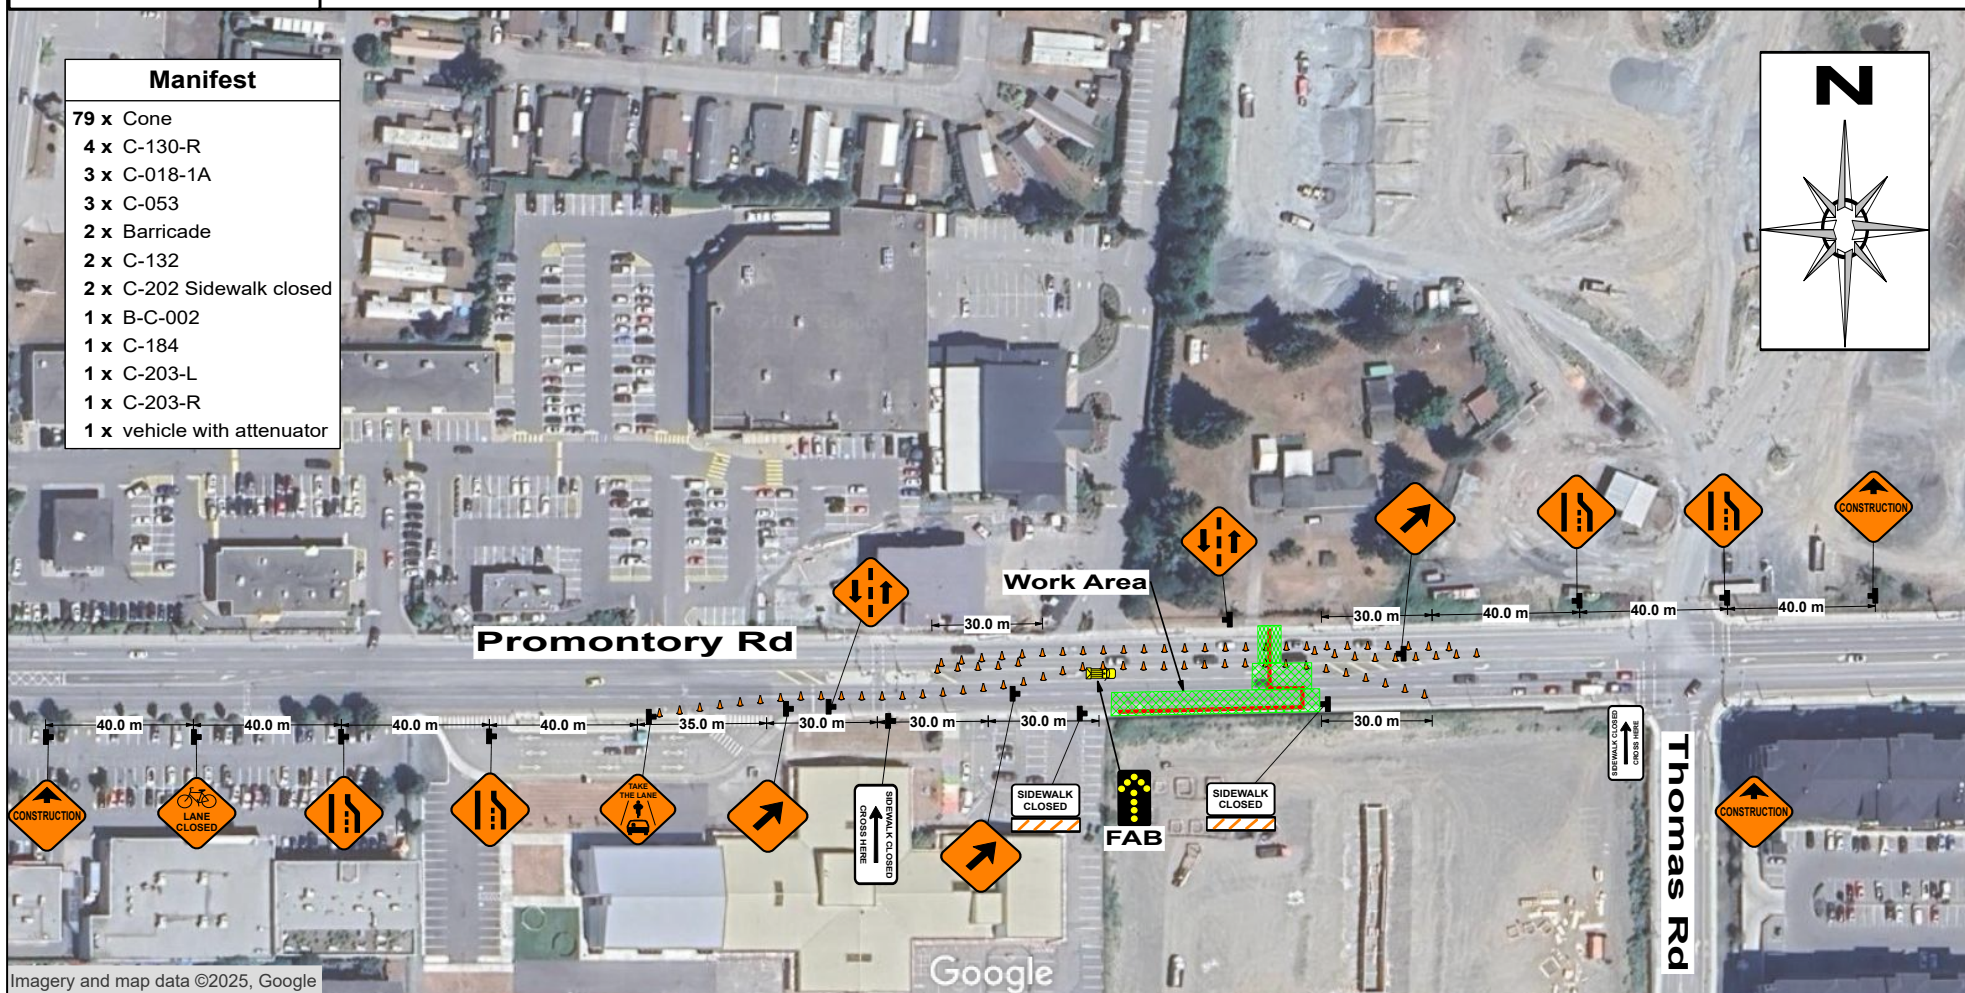 Manifest
79 x Cone
4 x C-130-R
3 x C-018-1A
3 x C-053
2 x Barricade
2 x C-132
2 x C-202 Sidewalk closed
1 x B-C-002
1 x C-184
1 x C-203-L
1 x C-203-R
1 x vehicle with attenuator
N
CONSTRUCTION
Work Area
30.0 m
30.0 m
40.0 m
40.0 m
40.0 m
Promontory Rd
40.0 m
40.0 m
40.0 m
40.0 m
35.0 m
30.0 m
30.0 m
30.0 m
30.0 m
CONSTRUCTION
LANE
CLOSED
TAKE
THE LANE
SIDEWALK CLOSED
CROSS HERE
SIDEWALK
CLOSED
FAB
SIDEWALK
CLOSED
SIDEWALK CLOSED
CROSS HERE
Thomas Rd
CONSTRUCTION
Google
Imagery and map data ©2025, Google